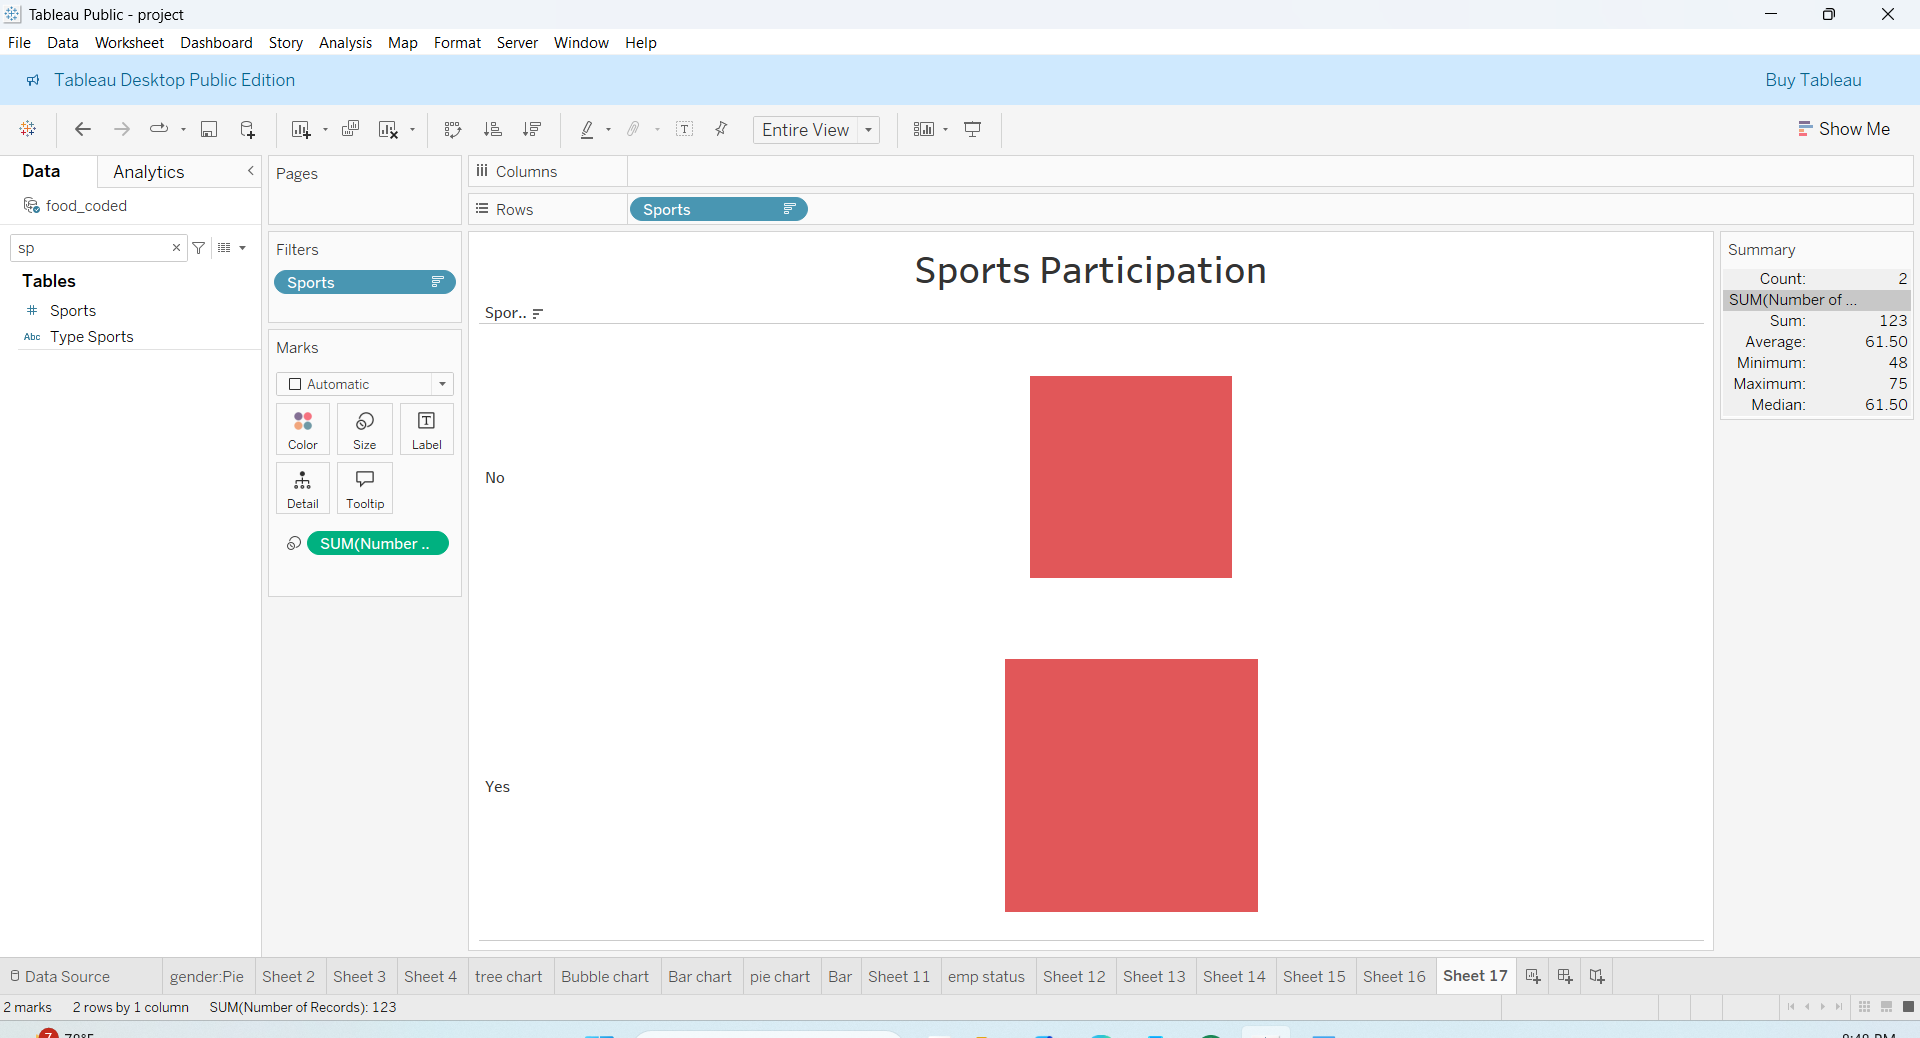 Tableau Public - project
File Data Worksheet Dashboard Story Analysis Map Format Server Window Help
Tableau Desktop Public Edition
Buy Tableau
Entire View
Show Me
Data
Analytics
food_coded
sp
Tables
Sports
Abc Type Sports
Pages
Filters
Sports
Marks
Automatic
Color Size Label
Detail Tooltip
SUM(Number ..
Columns
Rows
Sports
Sports Participation
Spor..
No
Yes
Summary
Count: 2
SUM(Number of ...
Sum: 123
Average: 61.50
Minimum: 48
Maximum: 75
Median: 61.50
Data Source gender:Pie Sheet 2 Sheet 3 Sheet 4 tree chart Bubble chart Bar chart pie chart Bar Sheet 11 emp status Sheet 12 Sheet 13 Sheet 14 Sheet 15 Sheet 16 Sheet 17
2 marks 2 rows by 1 column SUM(Number of Records): 123
7